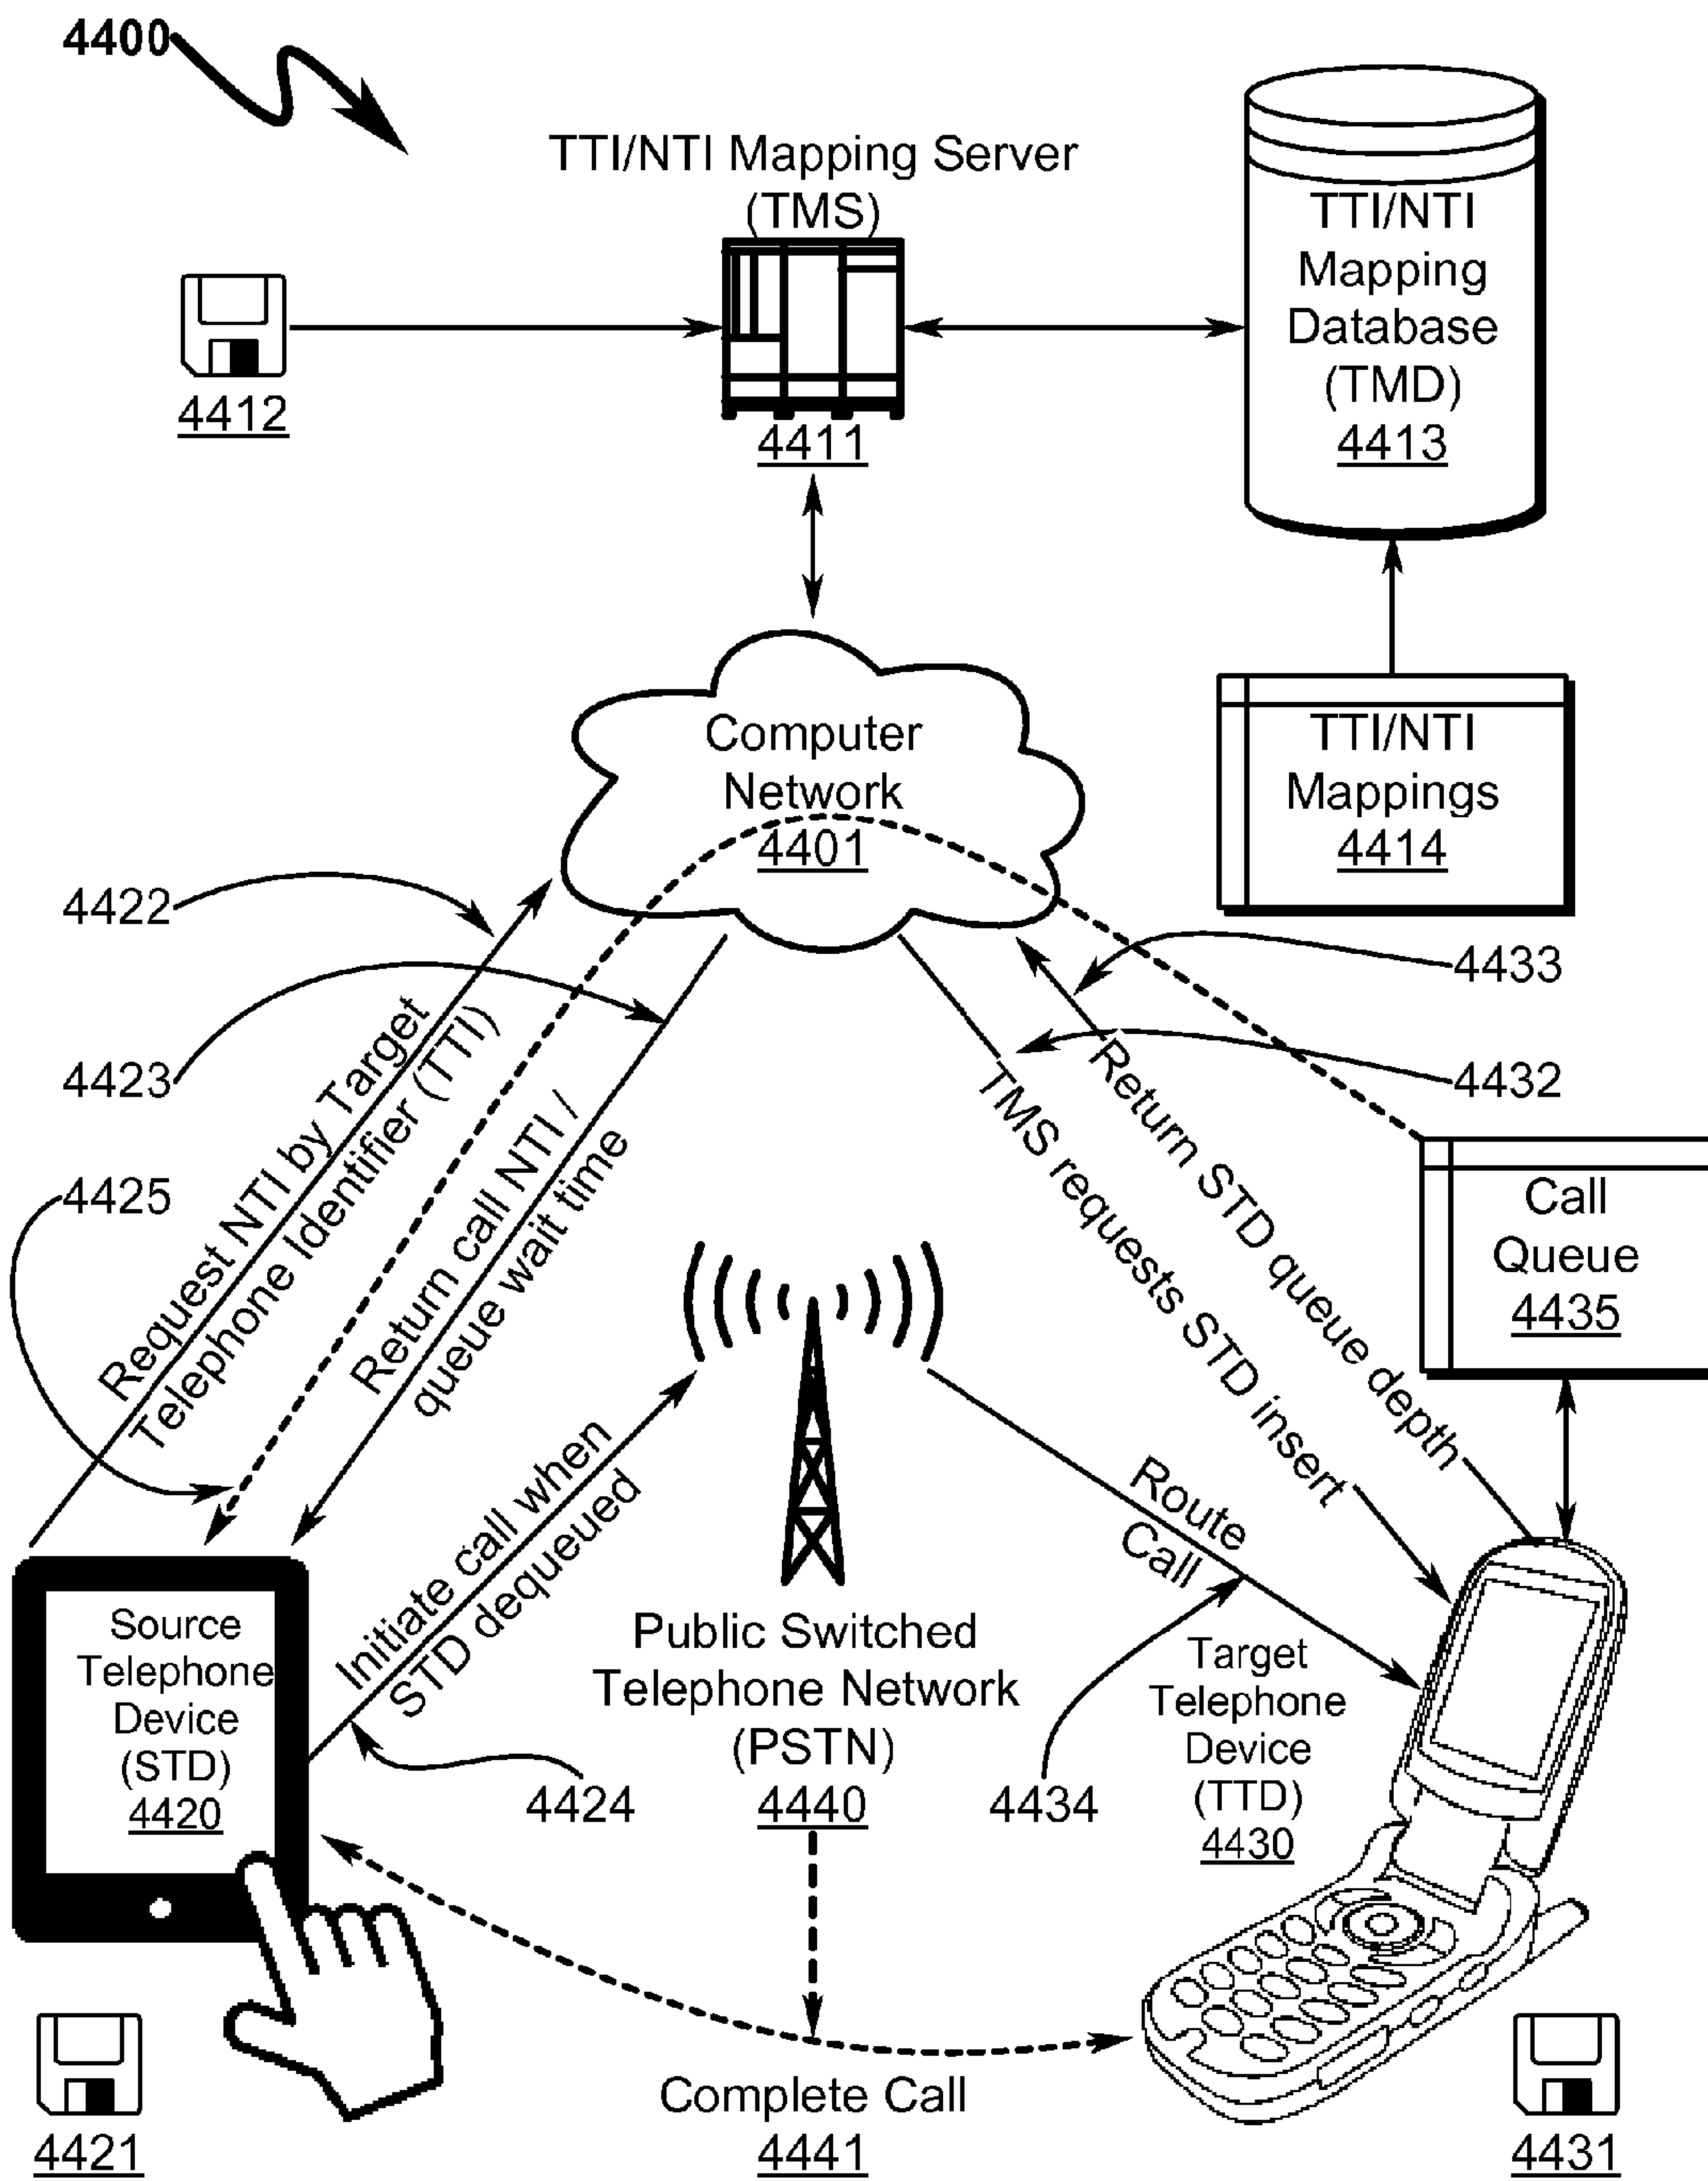 4400
TTI/NTI Mapping Server
(TMS)
4411
4412
TTI/NTI
Mapping
Database
(TMD)
4413
TTI/NTI
Mappings
4414
Computer
Network
4401
4422
4423
4425
4433
4432
Request NTI by Target
Telephone Identifier (TTI)
Return call NTI /
queue wait time
TMS requests STD insert
Return STD queue depth
Call
Queue
4435
Initiate call when
STD dequeued
Route
Call
Source
Telephone
Device
(STD)
4420
Public Switched
Telephone Network
(PSTN)
4440
4424
4434
Target
Telephone
Device
(TTD)
4430
Complete Call
4441
4421
4431